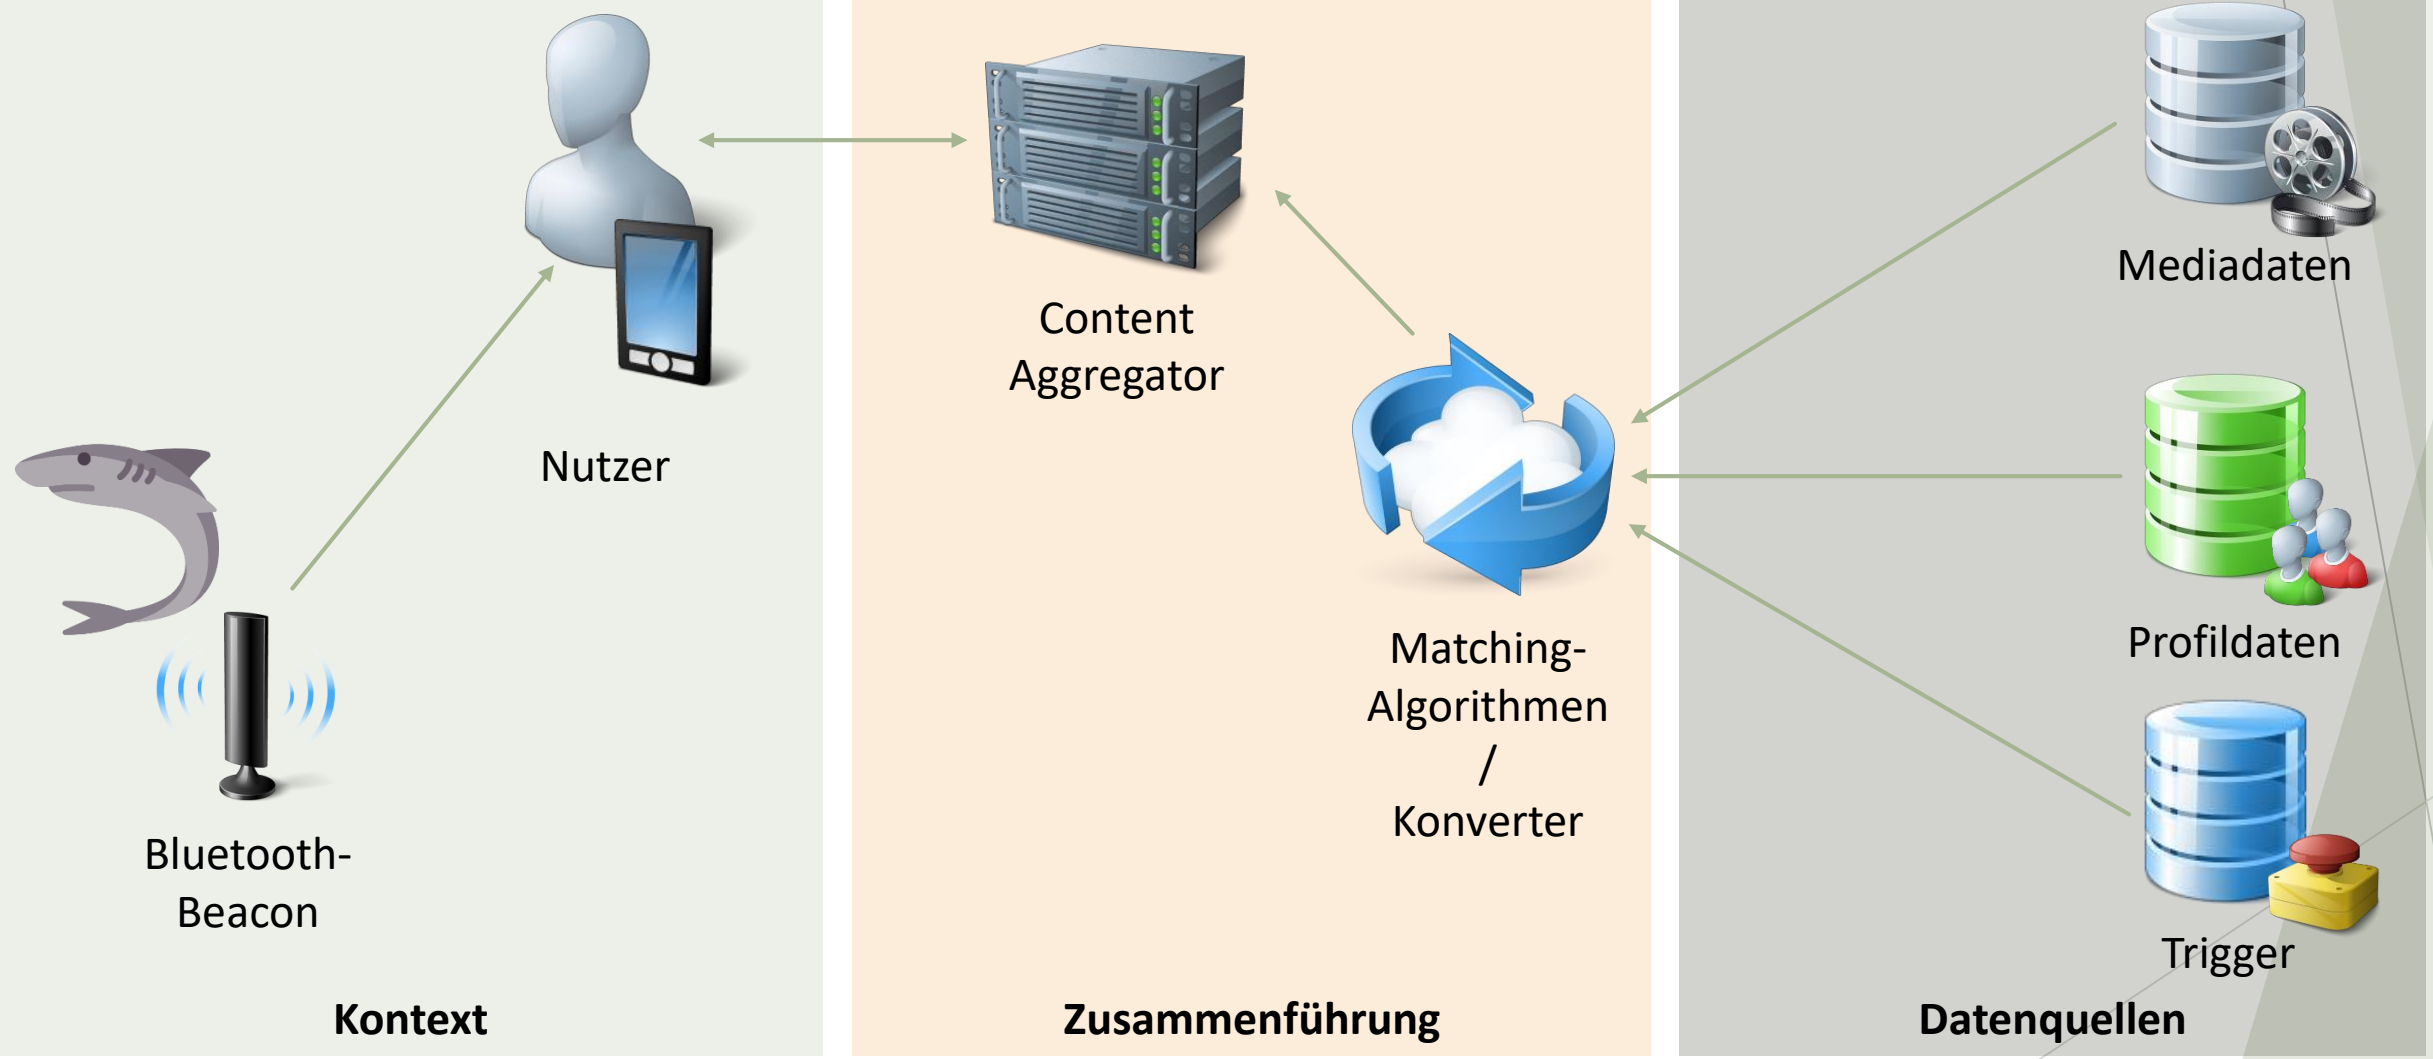 Nutzer
Bluetooth-
Beacon
Kontext
Content
Aggregator
Matching-
Algorithmen
/
Konverter
Zusammenführung
Mediadaten
Profildaten
Trigger
Datenquellen